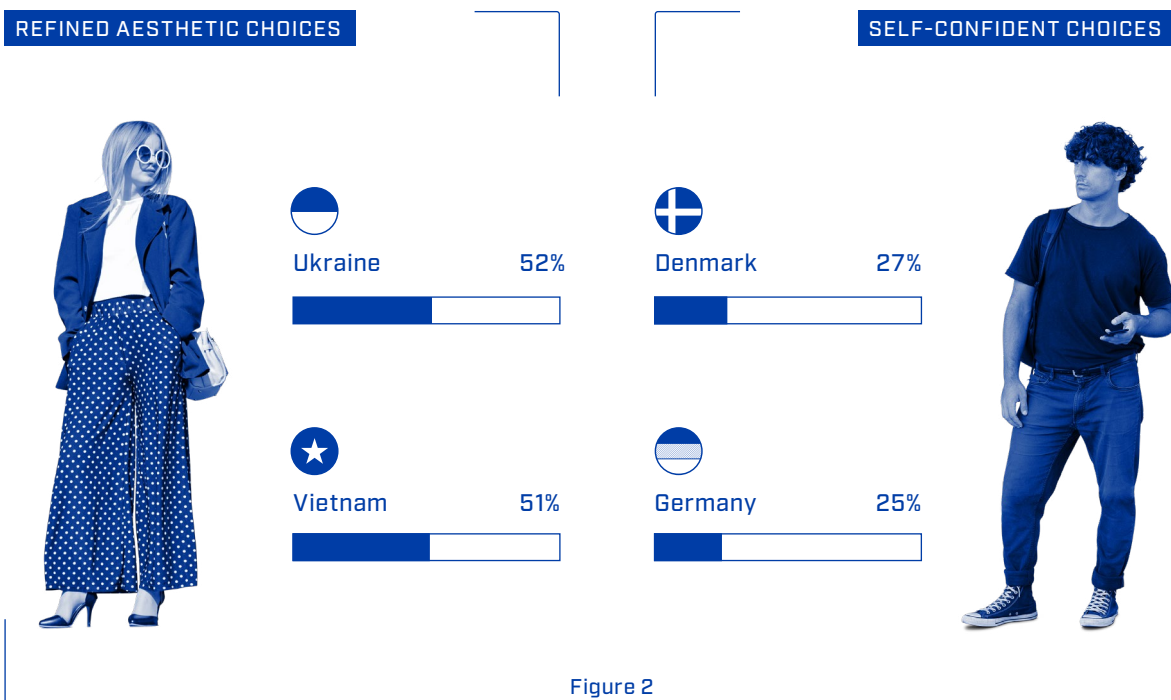 REFINED AESTHETIC CHOICES
SELF-CONFIDENT CHOICES
Ukraine 52%
Denmark 27%
Vietnam 51%
Germany 25%
Figure 2